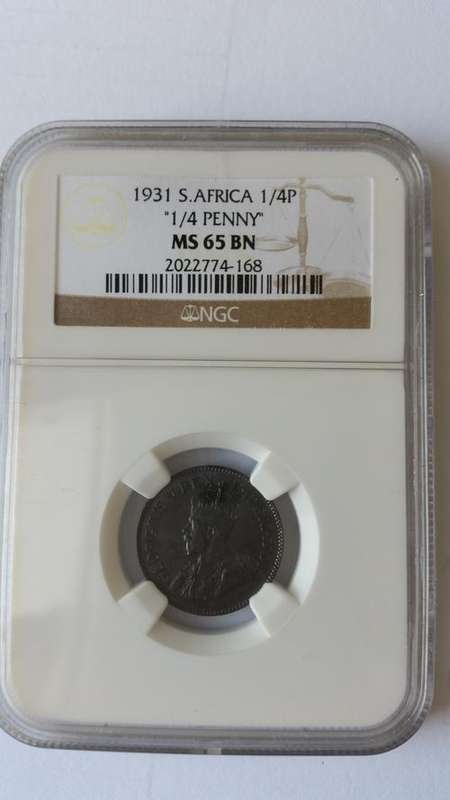 1931 S.AFRICA 1/4P
"1/4 PENNY"
MS 65 BN
2022774-168
NGC